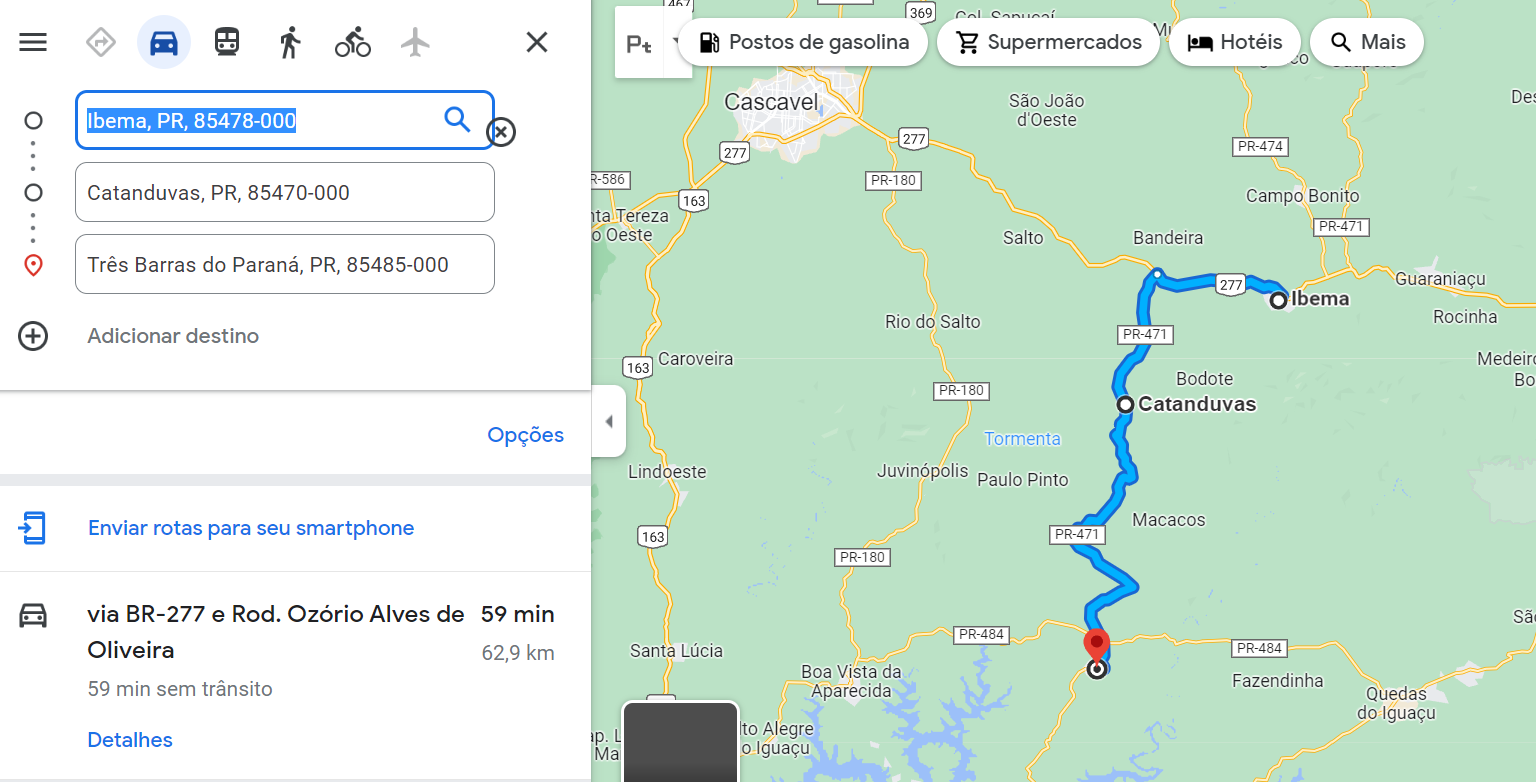 Ibema, PR, 85478-000
Catanduvas, PR, 85470-000
Três Barras do Paraná, PR, 85485-000
Adicionar destino
Opções
Enviar rotas para seu smartphone
via BR-277 e Rod. Ozório Alves de
Oliveira
59 min
62,9 km
59 min sem trânsito
Detalhes
Postos de gasolina
Supermercados
Hotéis
Mais
467
369
Cascavel
São João
d'Oeste
277
277
PR-474
R-586
PR-180
163
Campo Bonito
nta Tereza
o Oeste
PR-471
Salto
Bandeira
Guaraniaçu
277
Ibema
Rocinha
Rio do Salto
PR-471
Caroveira
163
Medeiro
Bo
Bodote
PR-180
Catanduvas
Tormenta
Lindoeste
Juvinópolis
Paulo Pinto
Macacos
163
PR-471
PR-180
PR-484
PR-484
Santa Lúcia
Boa Vista da
Aparecida
Fazendinha
Quedas
do Iguaçu
São
ap. L
Ma
lto Alegre
o Iguaçu